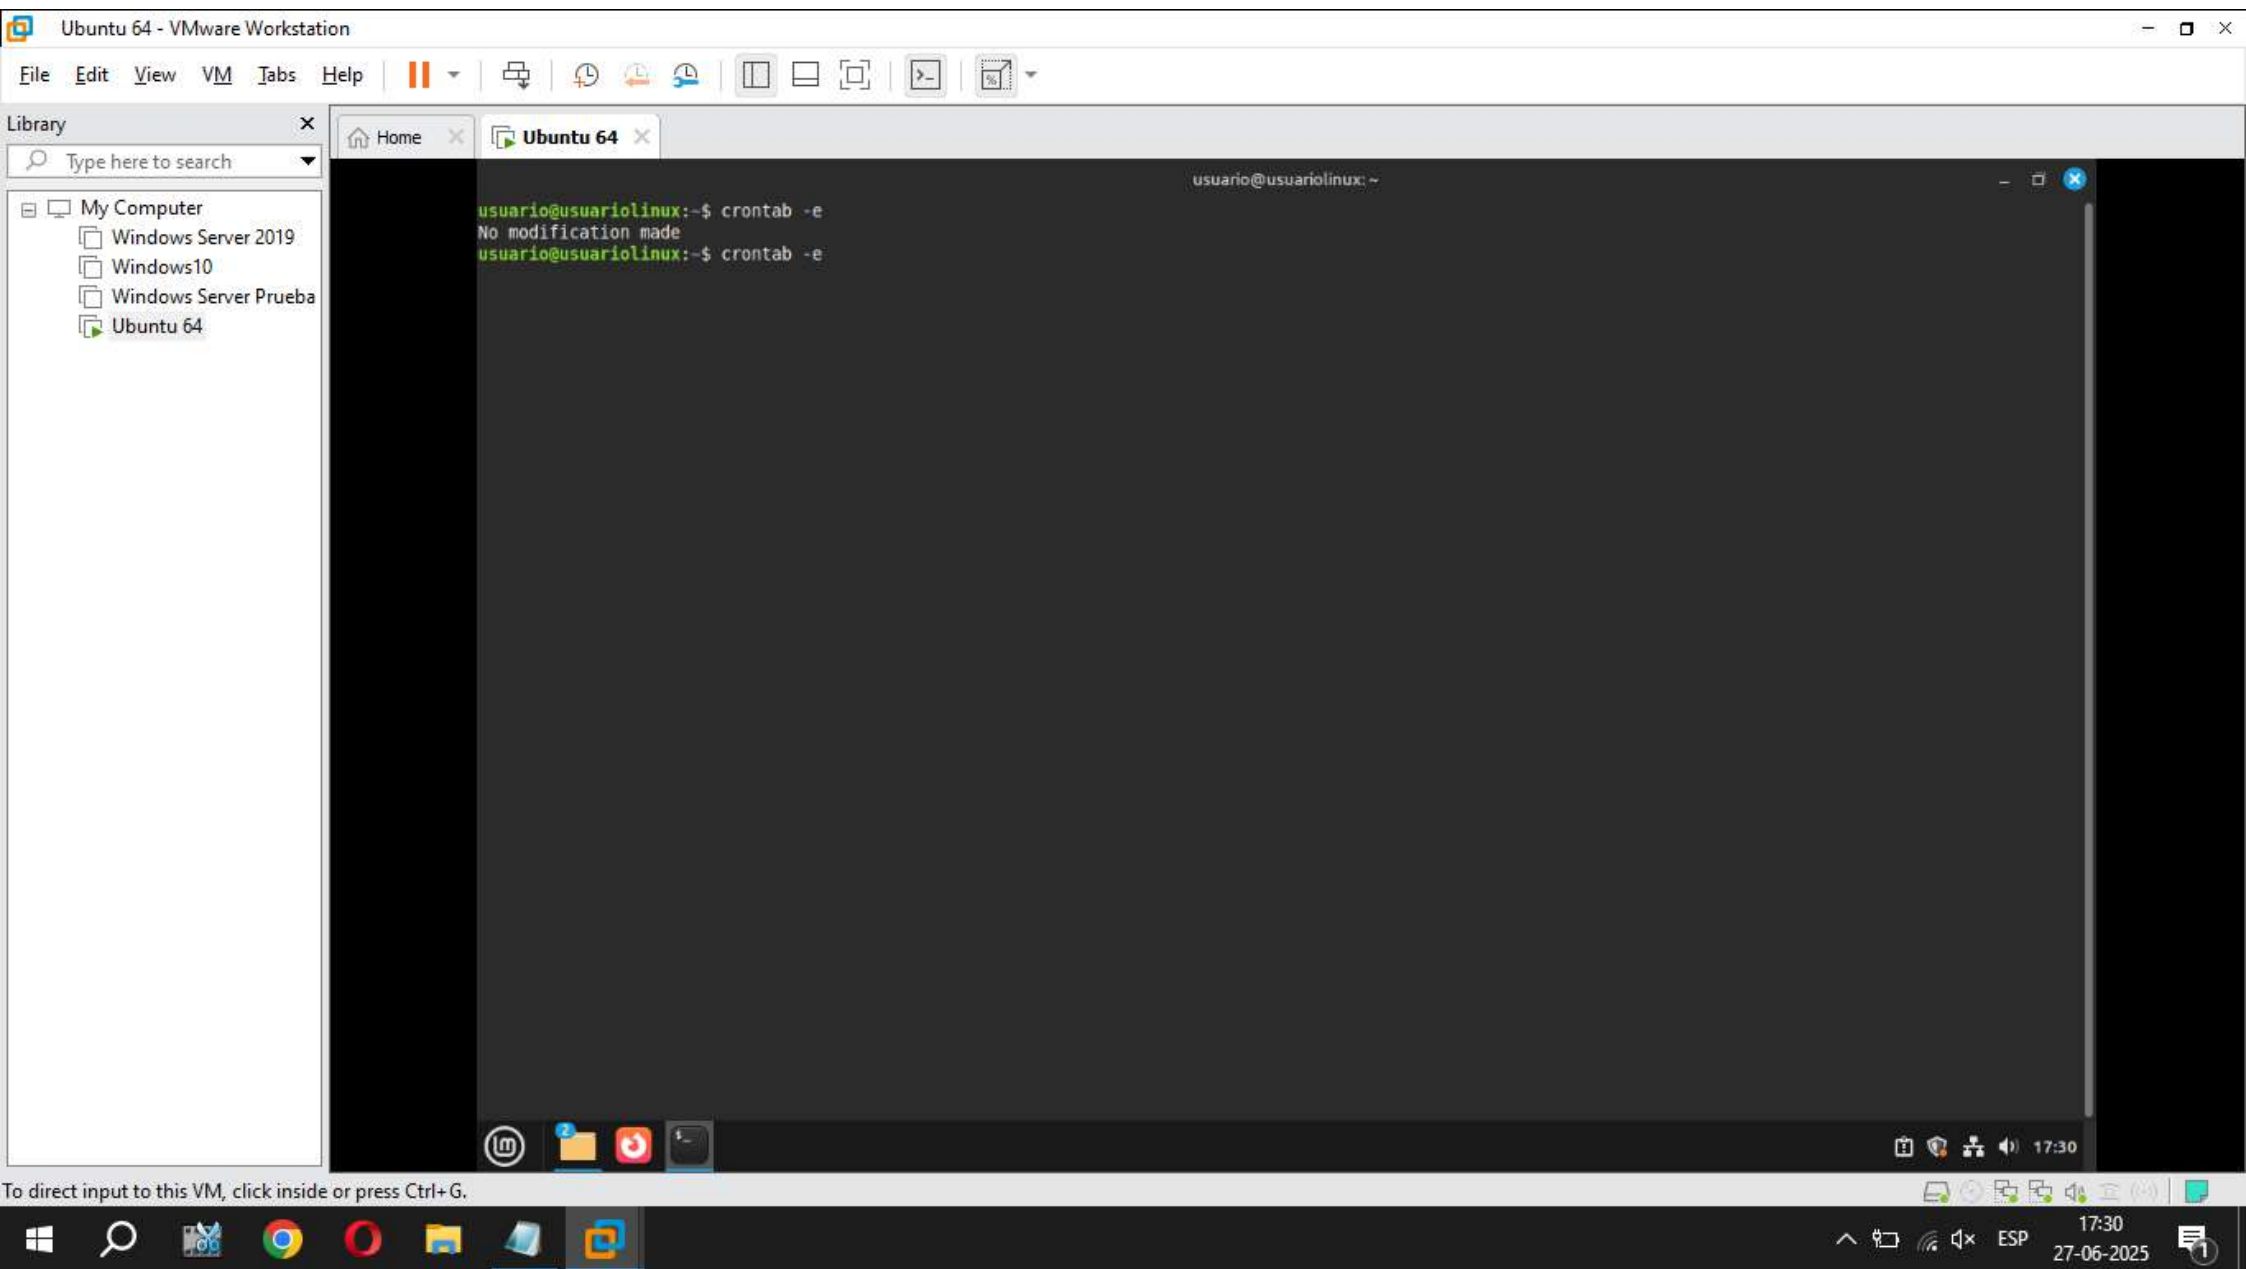 Ubuntu 64 - VMware Workstation
File Edit View VM Tabs Help
Library
Home
Ubuntu 64
Type here to search
usuario@usuariolinux: ~
My Computer
Windows Server 2019
Windows10
Windows Server Prueba
Ubuntu 64
usuario@usuariolinux:~$ crontab -e
No modification made
usuario@usuariolinux:~$ crontab -e
2
$_
17:30
To direct input to this VM, click inside or press Ctrl+G.
ESP
17:30
27-06-2025
1